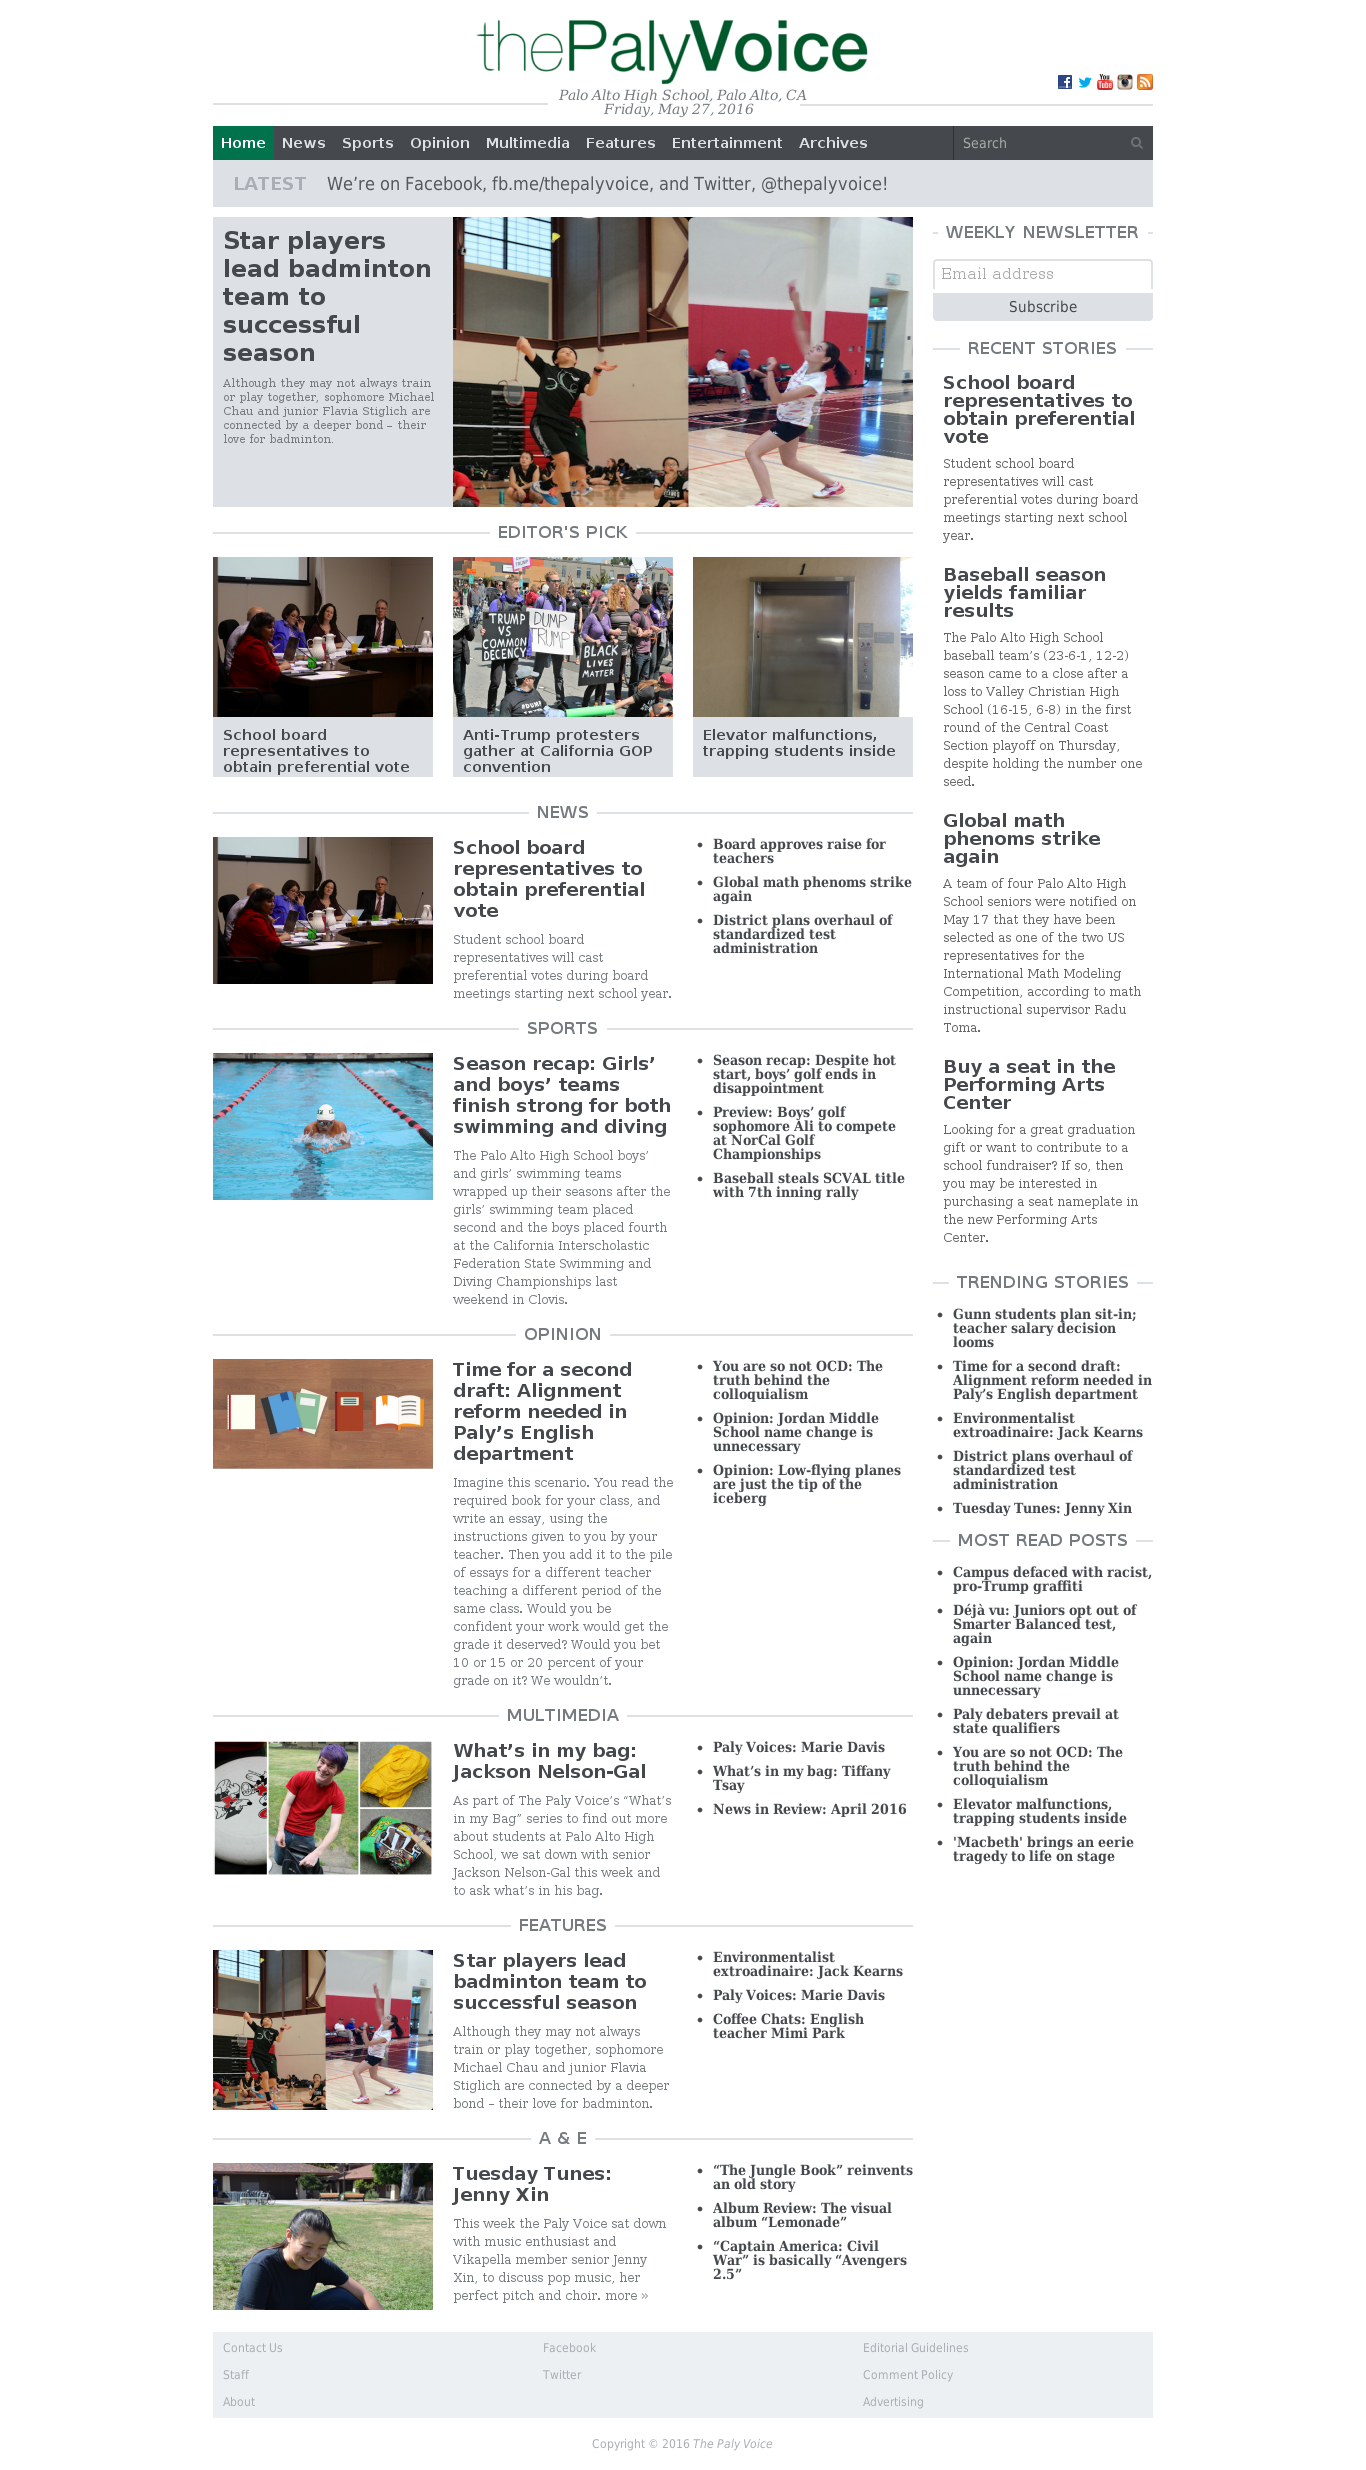 thePalyVoice
Palo Alto High School, Palo Alto, CA
Friday, May 27, 2016
Home News Sports Opinion Multimedia Features Entertainment Archives Search
LATEST We’re on Facebook, fb.me/thepalyvoice, and Twitter, @thepalyvoice!
Star players
lead badminton
team to
successful
season
Although they may not always train
or play together, sophomore Michael
Chau and junior Flavia Stiglich are
connected by a deeper bond – their
love for badminton.
EDITOR'S PICK
TRUMP
VS
COMMON
DECENCY
DUMP
TRUMP
BLACK
LIVES
MATTER
1
School board
representatives to
obtain preferential vote
Anti-Trump protesters
gather at California GOP
convention
Elevator malfunctions,
trapping students inside
NEWS
School board
representatives to
obtain preferential
vote
Student school board
representatives will cast
preferential votes during board
meetings starting next school year.
• Board approves raise for
teachers
• Global math phenoms strike
again
• District plans overhaul of
standardized test
administration
SPORTS
Season recap: Girls’
and boys’ teams
finish strong for both
swimming and diving
The Palo Alto High School boys’
and girls’ swimming teams
wrapped up their seasons after the
girls’ swimming team placed
second and the boys placed fourth
at the California Interscholastic
Federation State Swimming and
Diving Championships last
weekend in Clovis.
• Season recap: Despite hot
start, boys’ golf ends in
disappointment
• Preview: Boys’ golf
sophomore Ali to compete
at NorCal Golf
Championships
• Baseball steals SCVAL title
with 7th inning rally
OPINION
Time for a second
draft: Alignment
reform needed in
Paly’s English
department
Imagine this scenario. You read the
required book for your class, and
write an essay, using the
instructions given to you by your
teacher. Then you add it to the pile
of essays for a different teacher
teaching a different period of the
same class. Would you be
confident your work would get the
grade it deserved? Would you bet
10 or 15 or 20 percent of your
grade on it? We wouldn’t.
• You are so not OCD: The
truth behind the
colloquialism
• Opinion: Jordan Middle
School name change is
unnecessary
• Opinion: Low-flying planes
are just the tip of the
iceberg
MULTIMEDIA
What’s in my bag:
Jackson Nelson-Gal
As part of The Paly Voice’s “What’s
in my Bag” series to find out more
about students at Palo Alto High
School, we sat down with senior
Jackson Nelson-Gal this week and
to ask what’s in his bag.
• Paly Voices: Marie Davis
• What’s in my bag: Tiffany
Tsay
• News in Review: April 2016
FEATURES
Star players lead
badminton team to
successful season
Although they may not always
train or play together, sophomore
Michael Chau and junior Flavia
Stiglich are connected by a deeper
bond – their love for badminton.
• Environmentalist
extroadinaire: Jack Kearns
• Paly Voices: Marie Davis
• Coffee Chats: English
teacher Mimi Park
A & E
Tuesday Tunes:
Jenny Xin
This week the Paly Voice sat down
with music enthusiast and
Vikapella member senior Jenny
Xin, to discuss pop music, her
perfect pitch and choir. more »
• “The Jungle Book” reinvents
an old story
• Album Review: The visual
album “Lemonade”
• “Captain America: Civil
War” is basically “Avengers
2.5”
WEEKLY NEWSLETTER
Email address
Subscribe
RECENT STORIES
School board
representatives to
obtain preferential
vote
Student school board
representatives will cast
preferential votes during board
meetings starting next school
year.
Baseball season
yields familiar
results
The Palo Alto High School
baseball team’s (23-6-1, 12-2)
season came to a close after a
loss to Valley Christian High
School (16-15, 6-8) in the first
round of the Central Coast
Section playoff on Thursday,
despite holding the number one
seed.
Global math
phenoms strike
again
A team of four Palo Alto High
School seniors were notified on
May 17 that they have been
selected as one of the two US
representatives for the
International Math Modeling
Competition, according to math
instructional supervisor Radu
Toma.
Buy a seat in the
Performing Arts
Center
Looking for a great graduation
gift or want to contribute to a
school fundraiser? If so, then
you may be interested in
purchasing a seat nameplate in
the new Performing Arts
Center.
TRENDING STORIES
• Gunn students plan sit-in;
teacher salary decision
looms
• Time for a second draft:
Alignment reform needed in
Paly’s English department
• Environmentalist
extroadinaire: Jack Kearns
• District plans overhaul of
standardized test
administration
• Tuesday Tunes: Jenny Xin
MOST READ POSTS
• Campus defaced with racist,
pro-Trump graffiti
• Déjà vu: Juniors opt out of
Smarter Balanced test,
again
• Opinion: Jordan Middle
School name change is
unnecessary
• Paly debaters prevail at
state qualifiers
• You are so not OCD: The
truth behind the
colloquialism
• Elevator malfunctions,
trapping students inside
• 'Macbeth' brings an eerie
tragedy to life on stage
Contact Us Facebook Editorial Guidelines
Staff Twitter Comment Policy
About Advertising
Copyright © 2016 The Paly Voice